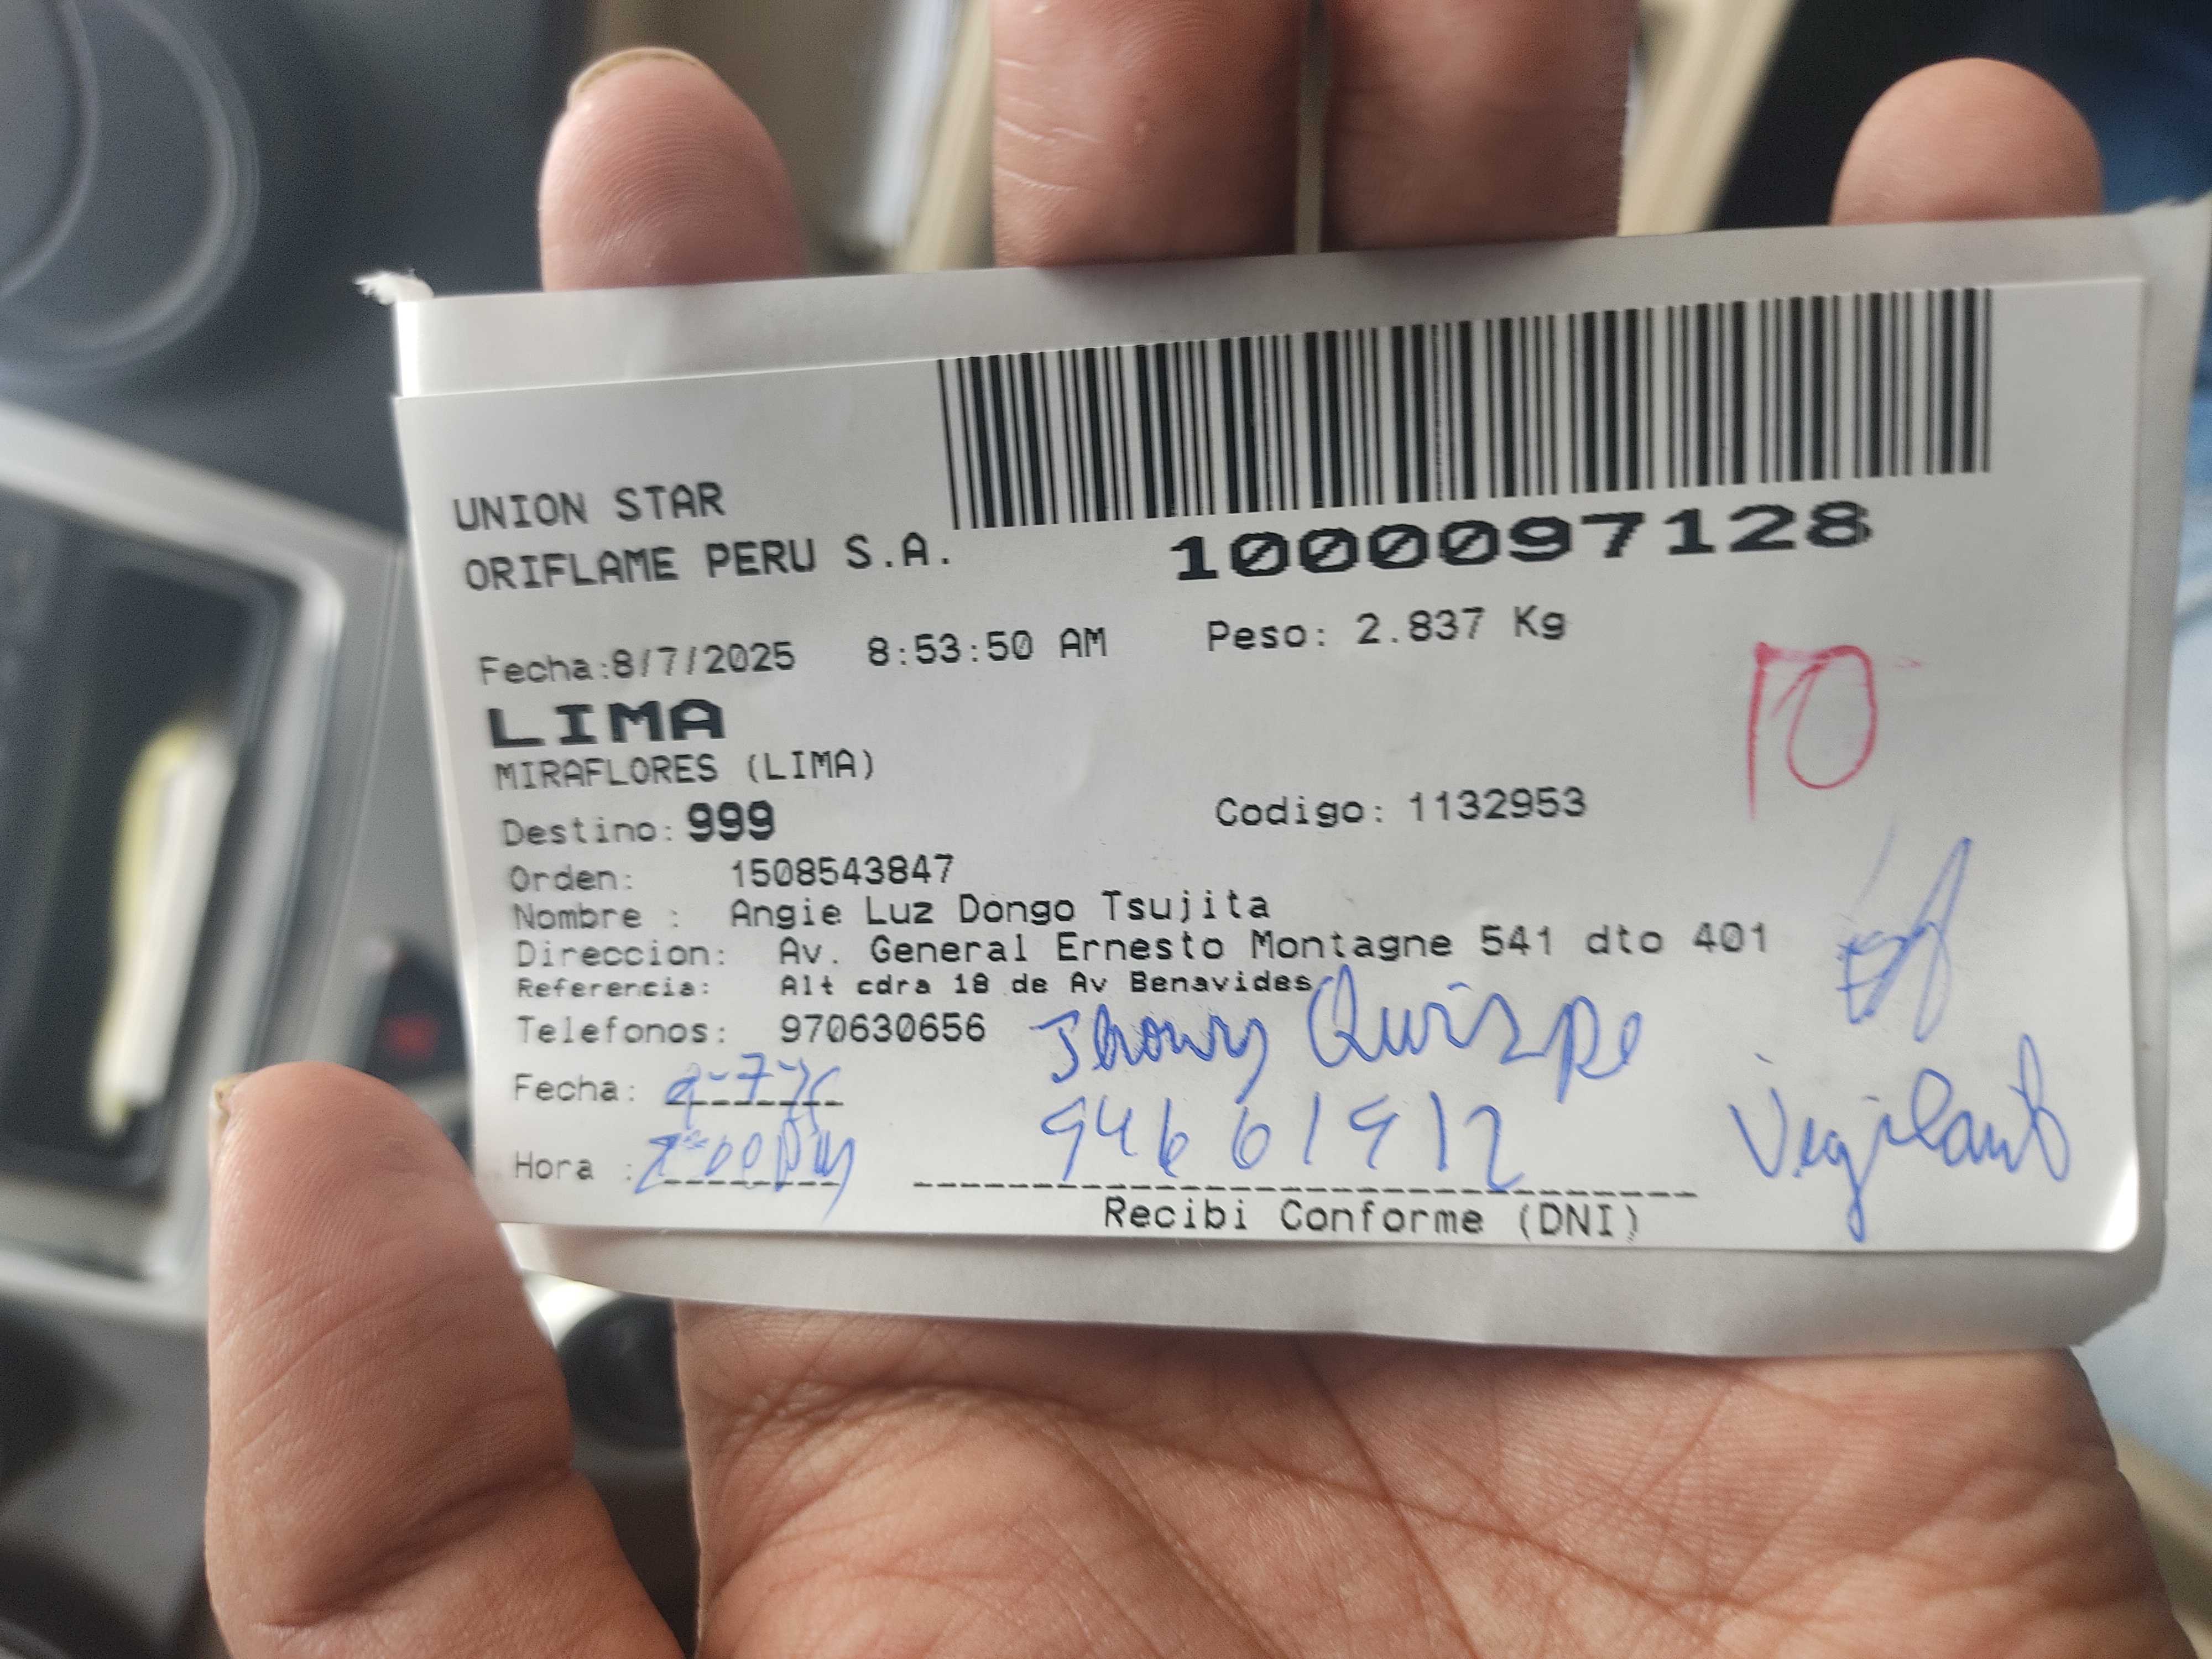 UNION STAR
ORIFLAME PERU S.A.
1000097128
Fecha:8/7/2025 8:53:50 AM Peso: 2.837 Kg
LIMA
10
MIRAFLORES (LIMA)
Destino: 999 Codigo: 1132953
Orden: 1508543847
Nombre : Angie Luz Dongo Tsujita
Direccion: Av. General Ernesto Montagne 541 dto 401
Referencia: Alt cdra 18 de Av Benavides
Telefonos: 970630656
Quispe
Fecha:
94661912
Hora :
Vigilante
Recibi Conforme (DNI)